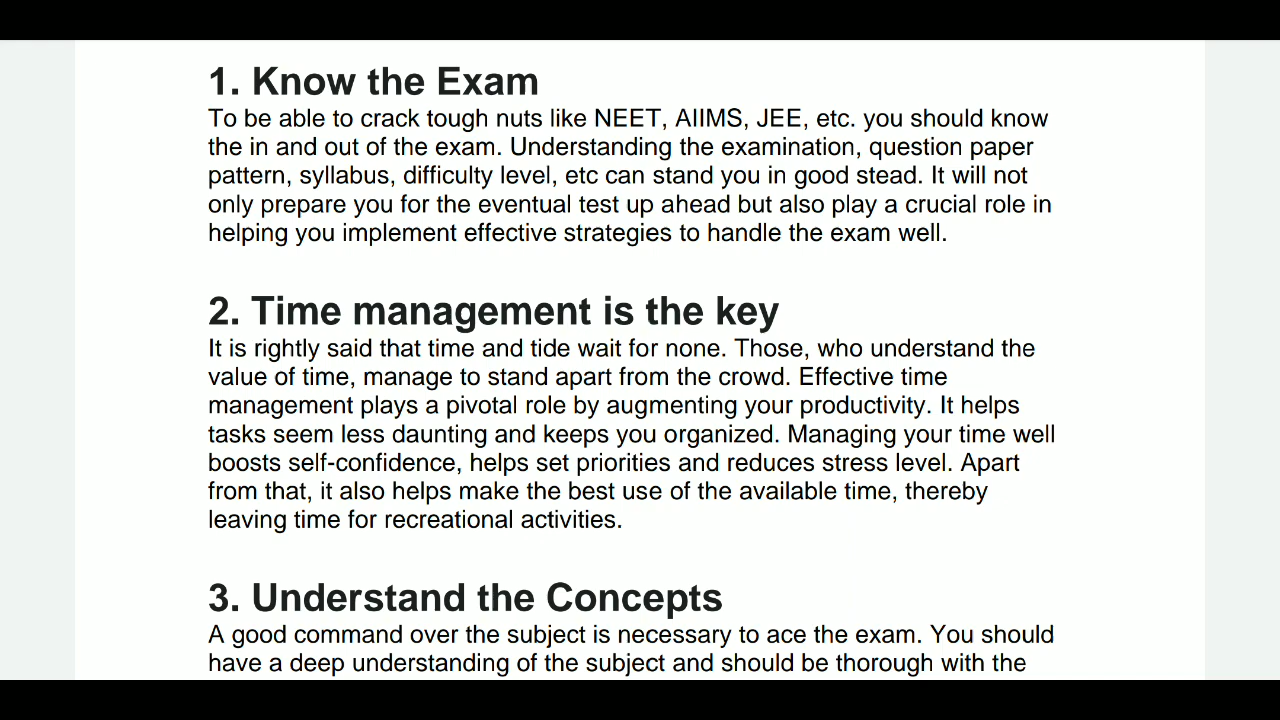 1. Know the Exam
To be able to crack tough nuts like NEET, AIIMS, JEE, etc. you should know
the in and out of the exam. Understanding the examination, question paper
pattern, syllabus, difficulty level, etc can stand you in good stead. It will not
only prepare you for the eventual test up ahead but also play a crucial role in
helping you implement effective strategies to handle the exam well.
2. Time management is the key
It is rightly said that time and tide wait for none. Those, who understand the
value of time, manage to stand apart from the crowd. Effective time
management plays a pivotal role by augmenting your productivity. It helps
tasks seem less daunting and keeps you organized. Managing your time well
boosts self-confidence, helps set priorities and reduces stress level. Apart
from that, it also helps make the best use of the available time, thereby
leaving time for recreational activities.
3. Understand the Concepts
A good command over the subject is necessary to ace the exam. You should
have a deep understanding of the subject and should be thorough with the